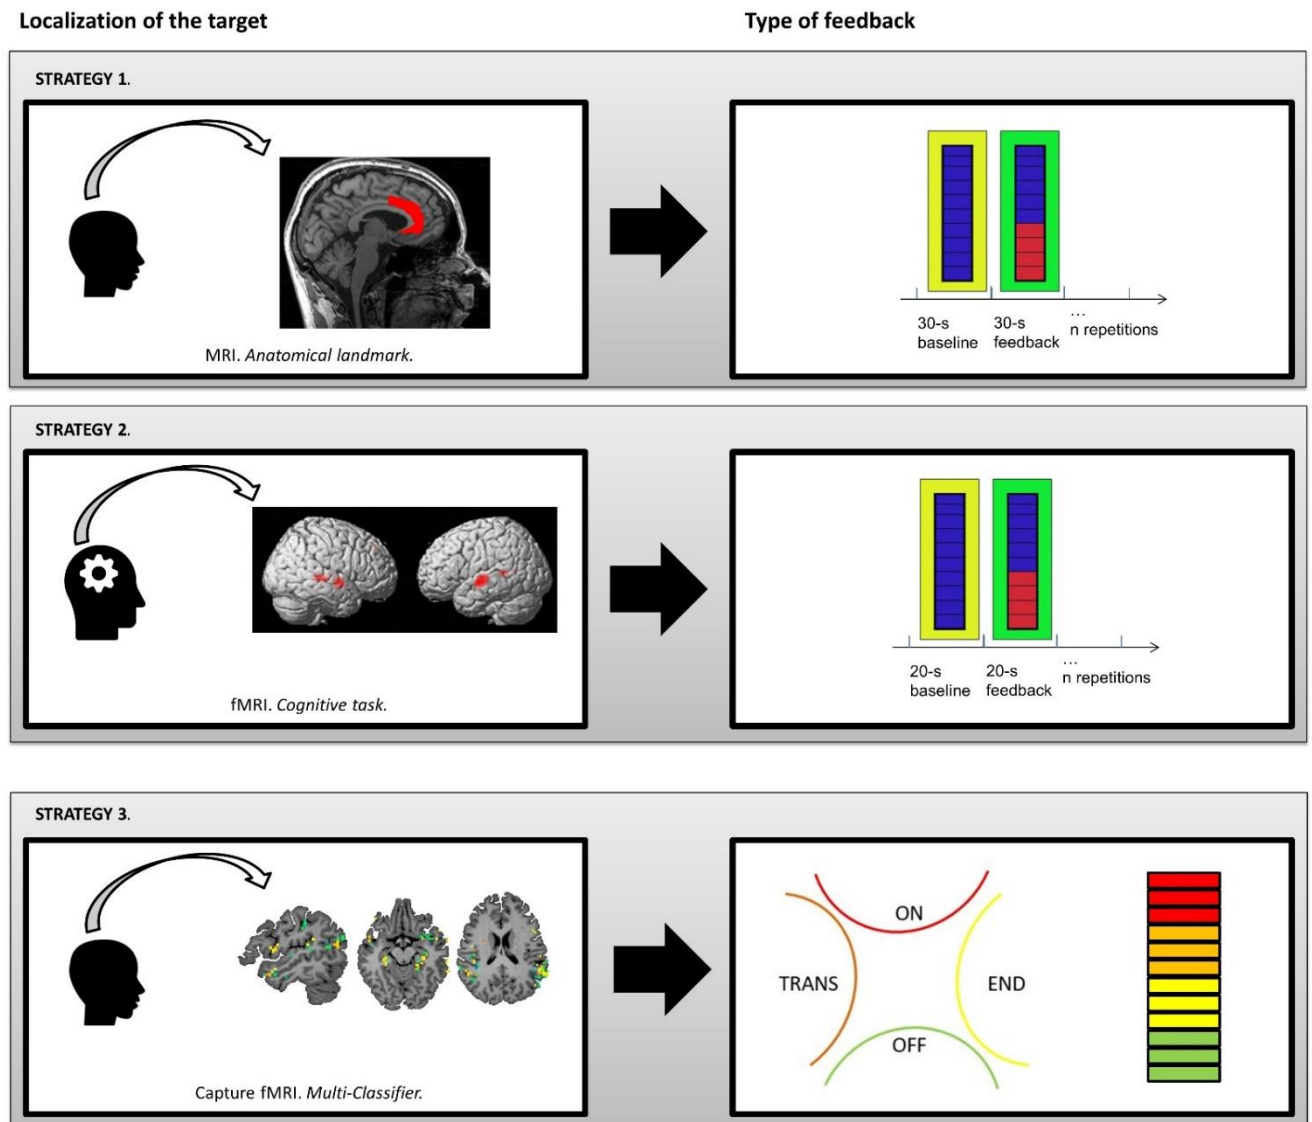 Localization of the target
Type of feedback
STRATEGY 1.
MRI. Anatomical landmark.
30-s
baseline
30-s
feedback
...
n repetitions
STRATEGY 2.
fMRI. Cognitive task.
20-s
baseline
20-s
feedback
...
n repetitions
STRATEGY 3.
Capture fMRI. Multi-Classifier.
ON
TRANS
END
OFF